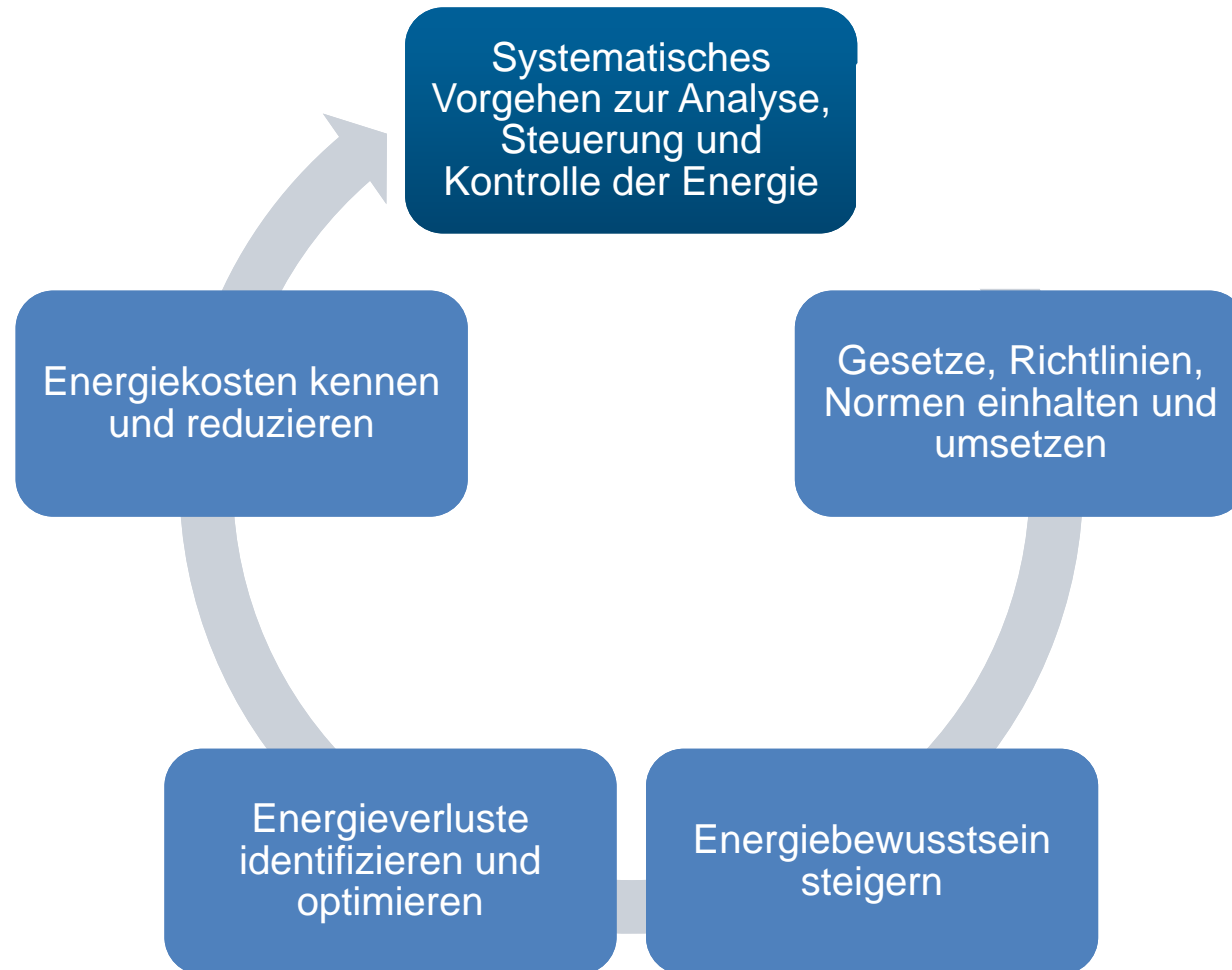 Systematisches
Vorgehen zur Analyse,
Steuerung und
Kontrolle der Energie
Gesetze, Richtlinien,
Normen einhalten und
umsetzen
Energiebewusstsein
steigern
Energieverluste
identifizieren und
optimieren
Energiekosten kennen
und reduzieren